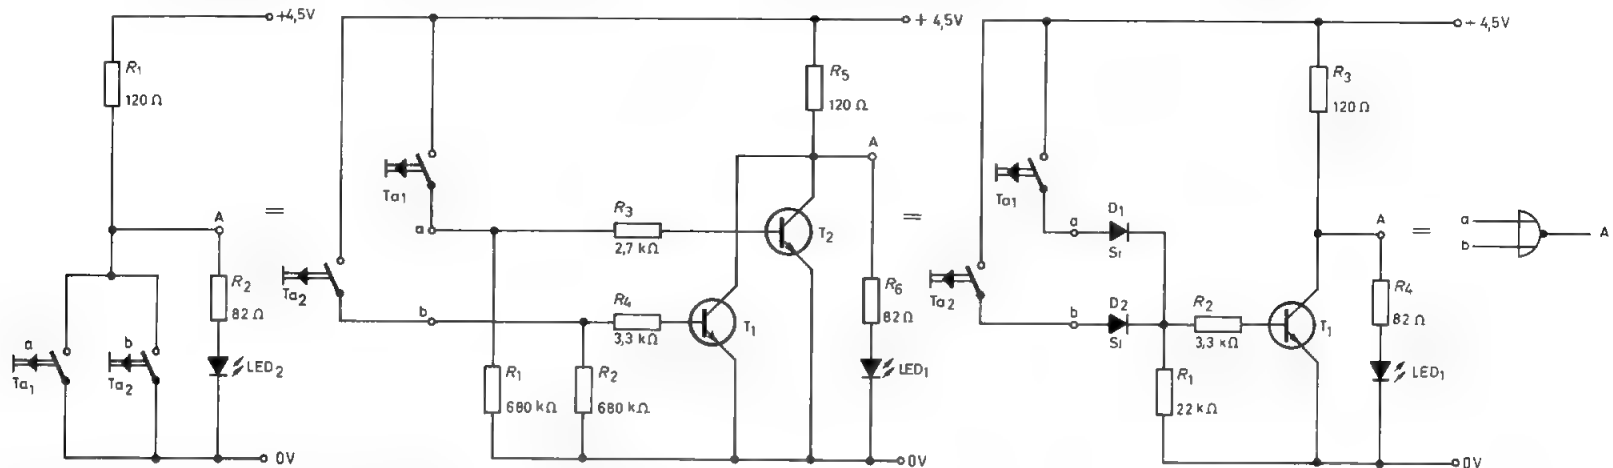 +4,5V
R1
120 Ω
A
R2
82Ω
LED2
a
Ta1
b
Ta2
0V
=
+ 4,5V
R5
120 Ω
Ta1
a
R3
2,7 kΩ
T2
A
Ta2
b
R4
3,3 kΩ
T1
R6
82Ω
LED1
R1
680 kΩ
R2
680 kΩ
0V
=
+ 4,5V
R3
120 Ω
Ta1
a
D1
Si
A
Ta2
b
D2
Si
R2
3,3 kΩ
T1
R4
82 Ω
LED1
R1
22 kΩ
0V
=
a
b
A